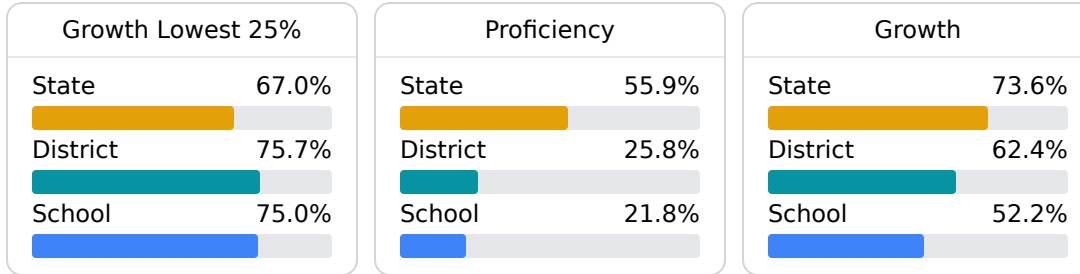 Growth Lowest 25%
State 67.0%
District 75.7%
School 75.0%
Proficiency
State 55.9%
District 25.8%
School 21.8%
Growth
State 73.6%
District 62.4%
School 52.2%